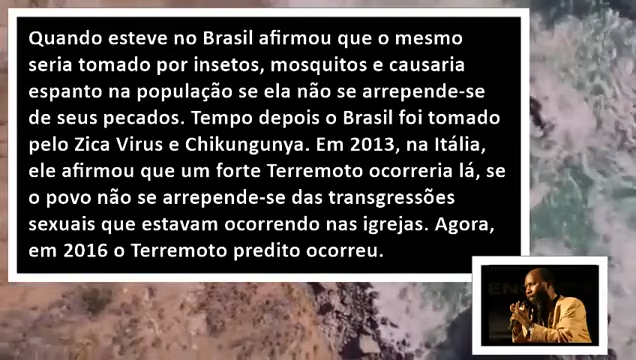 Quando esteve no Brasil afirmou que o mesmo
seria tomado por insetos, mosquitos e causaria
espanto na população se ela não se arrepende-se
de seus pecados. Tempo depois o Brasil foi tomado
pelo Zica Virus e Chikungunya. Em 2013, na Itália,
ele afirmou que um forte Terremoto ocorreria lá, se
o povo não se arrepende-se das transgressões
sexuais que estavam ocorrendo nas igrejas. Agora,
em 2016 o Terremoto predito ocorreu.